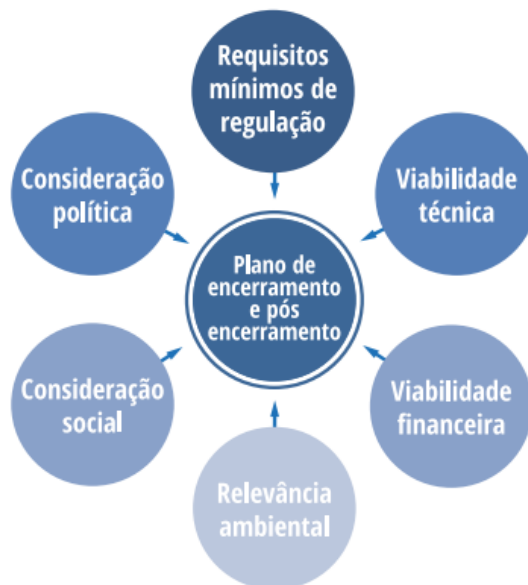 Requisitos
mínimos de
regulação
Consideração
política
Viabilidade
técnica
Plano de
encerramento
e pós
encerramento
Consideração
social
Viabilidade
financeira
Relevância
ambiental